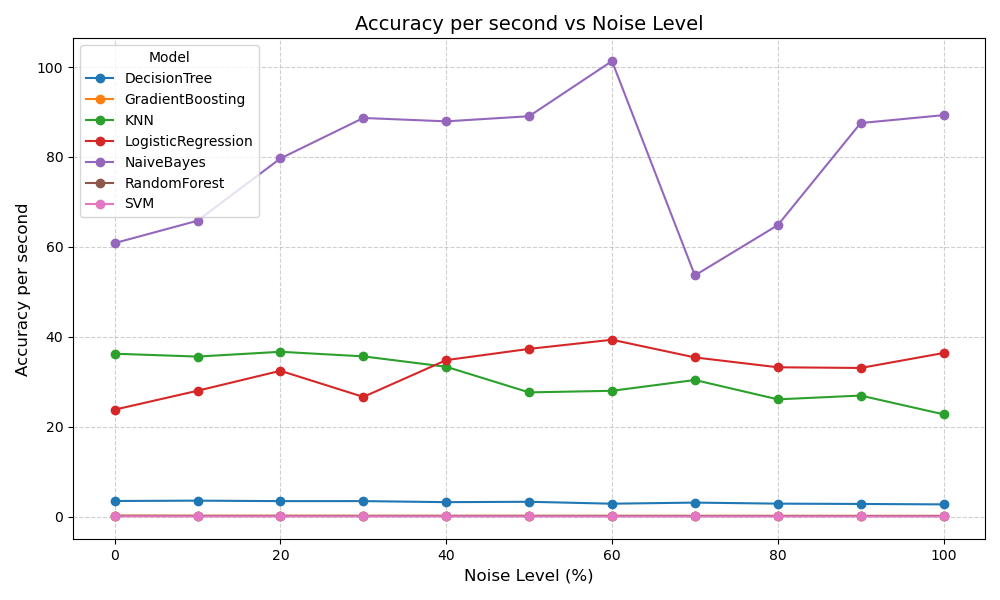 Accuracy per second vs Noise Level
Model
DecisionTree
GradientBoosting
KNN
LogisticRegression
NaiveBayes
RandomForest
SVM
Accuracy per second
100
80
60
40
20
0
0 20 40 60 80 100
Noise Level (%)